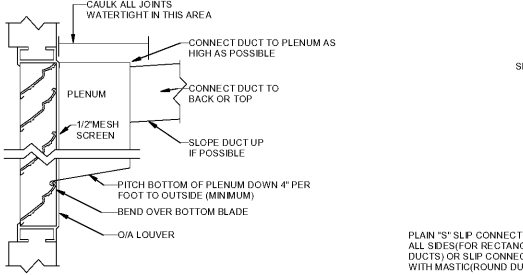 CAULK ALL JOINTS
WATERTIGHT IN THIS AREA
CONNECT DUCT TO PLENUM AS
HIGH AS POSSIBLE
PLENUM
CONNECT DUCT TO
BACK OR TOP
1/2"MESH
SCREEN
SLOPE DUCT UP
IF POSSIBLE
PITCH BOTTOM OF PLENUM DOWN 4" PER
FOOT TO OUTSIDE (MINIMUM)
BEND OVER BOTTOM BLADE
O/A LOUVER
PLAIN "S" SLIP CONNECT
ALL SIDES(FOR RECTANG
DUCTS) OR SLIP CONNEC
WITH MASTIC(ROUND DU